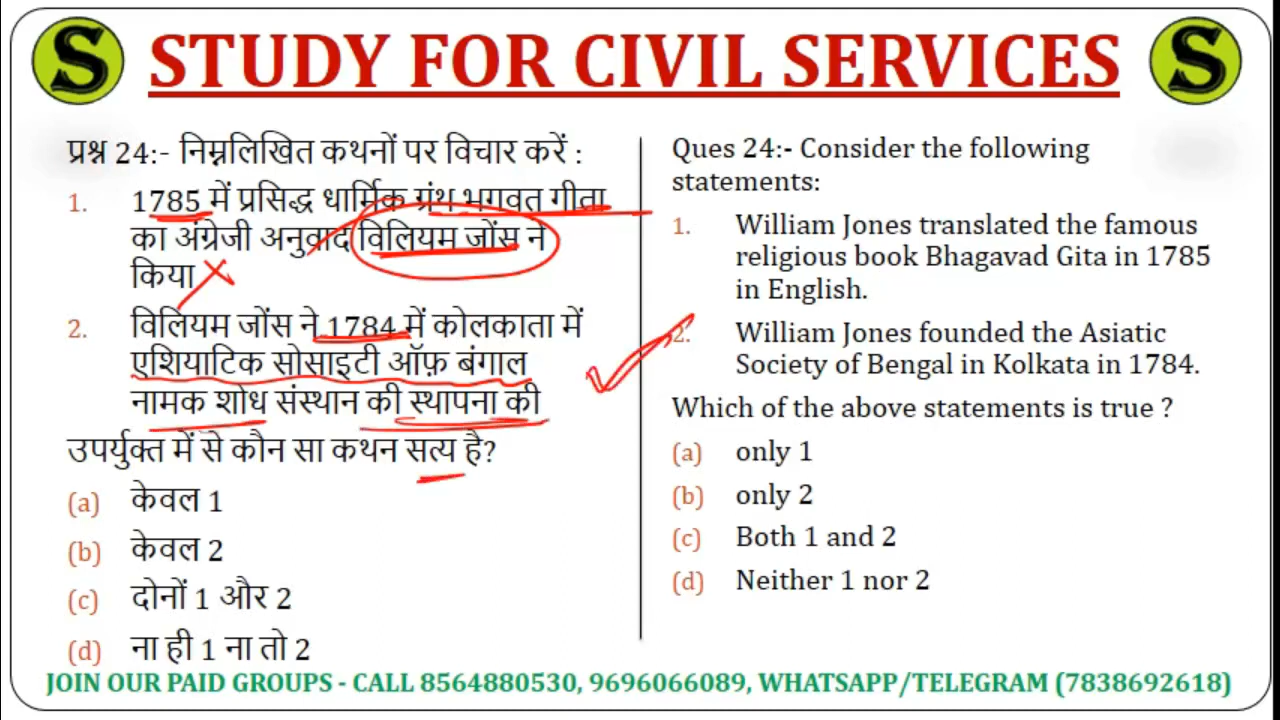 S
STUDY FOR CIVIL SERVICES
S
प्रश्न 24:- निम्नलिखित कथनों पर विचार करें :
1. 1785 में प्रसिद्ध धार्मिक ग्रंथ भगवत गीता
का अंग्रेजी अनुवाद विलियम जोंस ने
किया
2. विलियम जोंस ने 1784 में कोलकाता में
एशियाटिक सोसाइटी ऑफ़ बंगाल
नामक शोध संस्थान की स्थापना की
उपर्युक्त में से कौन सा कथन सत्य है?
(a) केवल 1
(b) केवल 2
(c) दोनों 1 और 2
(d) ना ही 1 ना तो 2
Ques 24:- Consider the following
statements:
1. William Jones translated the famous
religious book Bhagavad Gita in 1785
in English.
2. William Jones founded the Asiatic
Society of Bengal in Kolkata in 1784.
Which of the above statements is true ?
(a) only 1
(b) only 2
(c) Both 1 and 2
(d) Neither 1 nor 2
JOIN OUR PAID GROUPS - CALL 8564880530, 9696066089, WHATSAPP/TELEGRAM (7838692618)